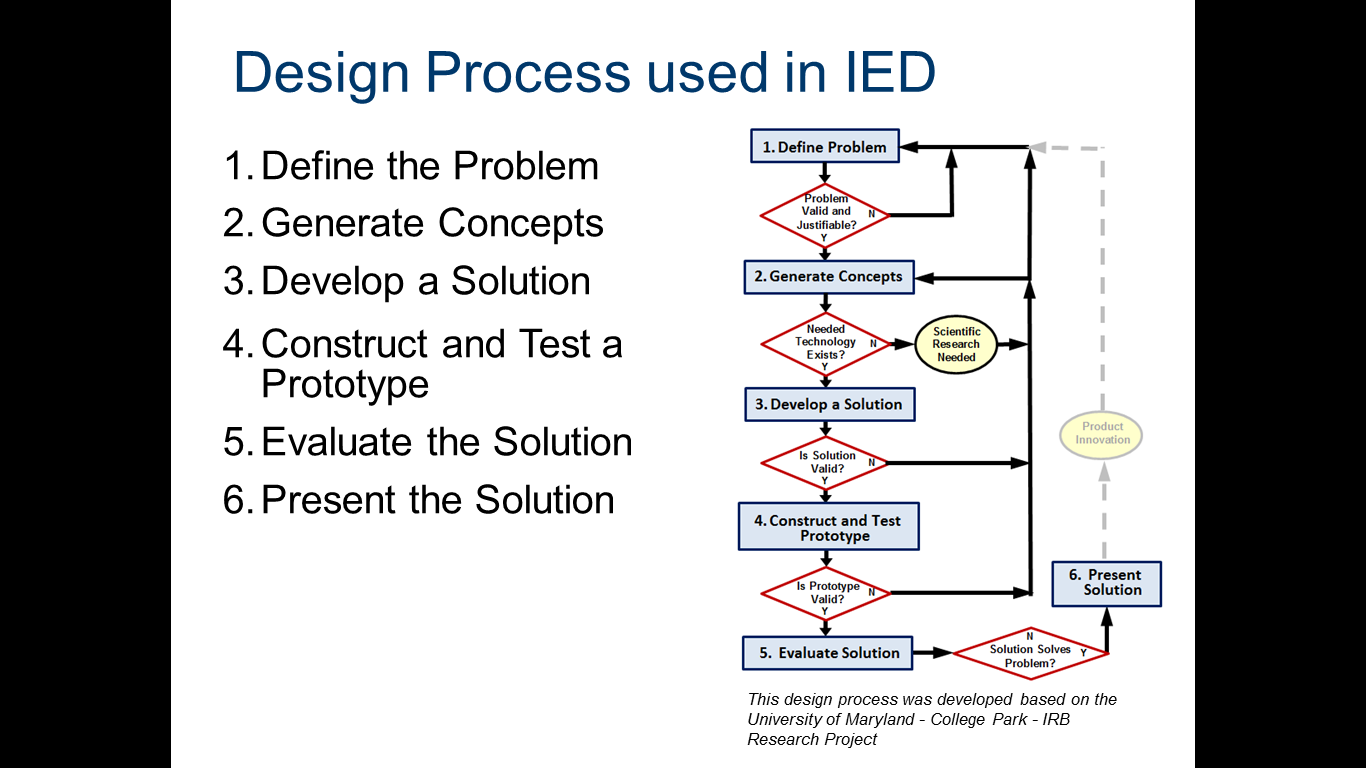 Design Process used in IED
1. Define the Problem
2. Generate Concepts
3. Develop a Solution
4. Construct and Test a
Prototype
5. Evaluate the Solution
6. Present the Solution
1. Define Problem
Problem
Valid and
Justifiable?
N
Y
2. Generate Concepts
Needed
Technology
Exists?
N
Y
Scientific
Research
Needed
3. Develop a Solution
Is Solution
Valid?
N
Y
Product
Innovation
4. Construct and Test
Prototype
Is Prototype
Valid?
N
Y
6. Present
Solution
5. Evaluate Solution
N
Solution Solves
Problem?
Y
This design process was developed based on the
University of Maryland - College Park - IRB
Research Project